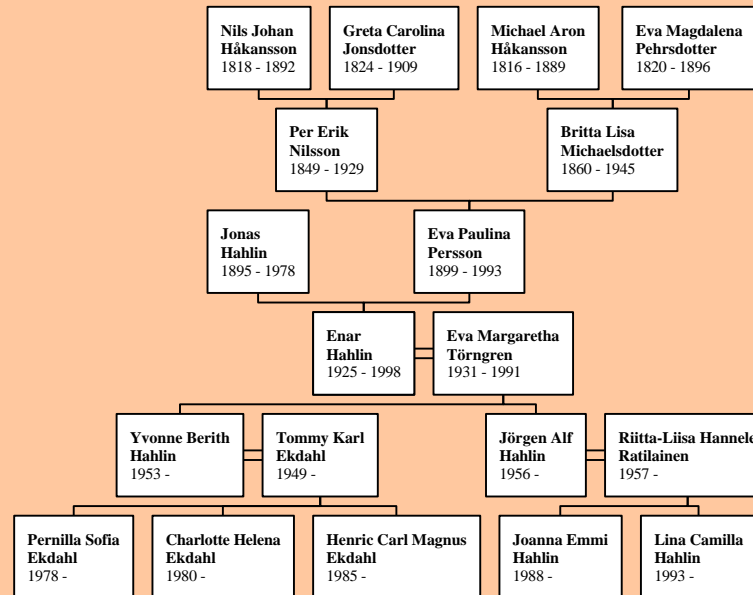 Nils Johan
Håkansson
1818 - 1892
Greta Carolina
Jonsdotter
1824 - 1909
Michael Aron
Håkansson
1816 - 1889
Eva Magdalena
Pehrsdotter
1820 - 1896
Per Erik
Nilsson
1849 - 1929
Britta Lisa
Michaelsdotter
1860 - 1945
Jonas
Hahlin
1895 - 1978
Eva Paulina
Persson
1899 - 1993
Enar
Hahlin
1925 - 1998
Eva Margaretha
Törngren
1931 - 1991
Yvonne Berith
Hahlin
1953 -
Tommy Karl
Ekdahl
1949 -
Jörgen Alf
Hahlin
1956 -
Riitta-Liisa Hannele
Ratilainen
1957 -
Pernilla Sofia
Ekdahl
1978 -
Charlotte Helena
Ekdahl
1980 -
Henric Carl Magnus
Ekdahl
1985 -
Joanna Emmi
Hahlin
1988 -
Lina Camilla
Hahlin
1993 -